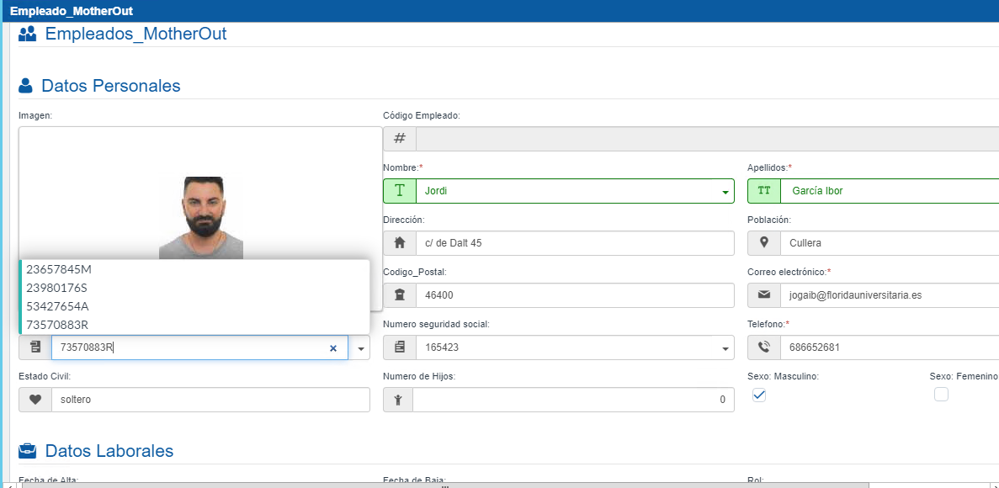 Empleado_MotherOut
Empleados_MotherOut
Datos Personales
Imagen:
Código Empleado:
#
Nombre:*
Apellidos:*
T Jordi
TT García Ibor
Dirección:
Población:
c/ de Dalt 45
Cullera
23657845M
23980176S
53427654A
73570883R
Codigo_Postal:
Correo electrónico:*
46400
jogaib@floridauniversitaria.es
Numero seguridad social:
Telefono:*
73570883R
165423
686652681
Estado Civil:
Numero de Hijos:
Sexo: Masculino:
Sexo: Femenino
soltero
0
Datos Laborales
Fecha de Alta:
Fecha de Baja:
Rol: